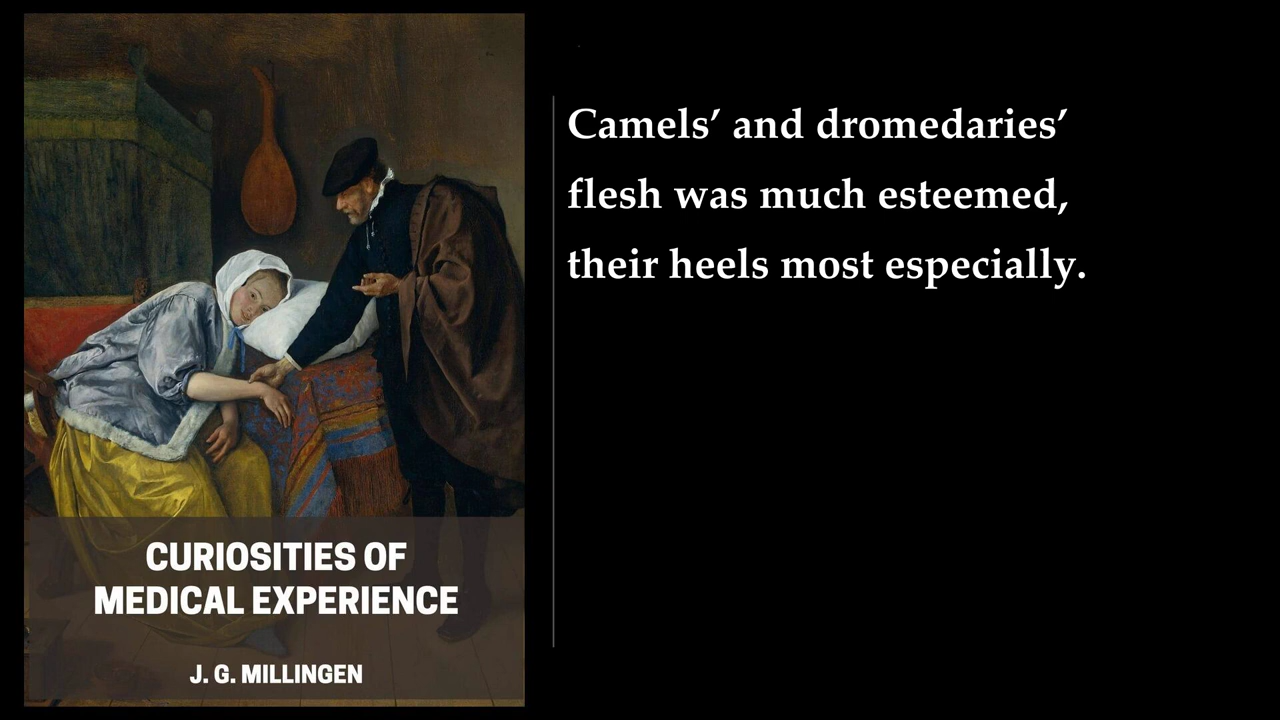 Camels’ and dromedaries’
flesh was much esteemed,
their heels most especially.
CURIOSITIES OF
MEDICAL EXPERIENCE
J. G. MILLINGEN